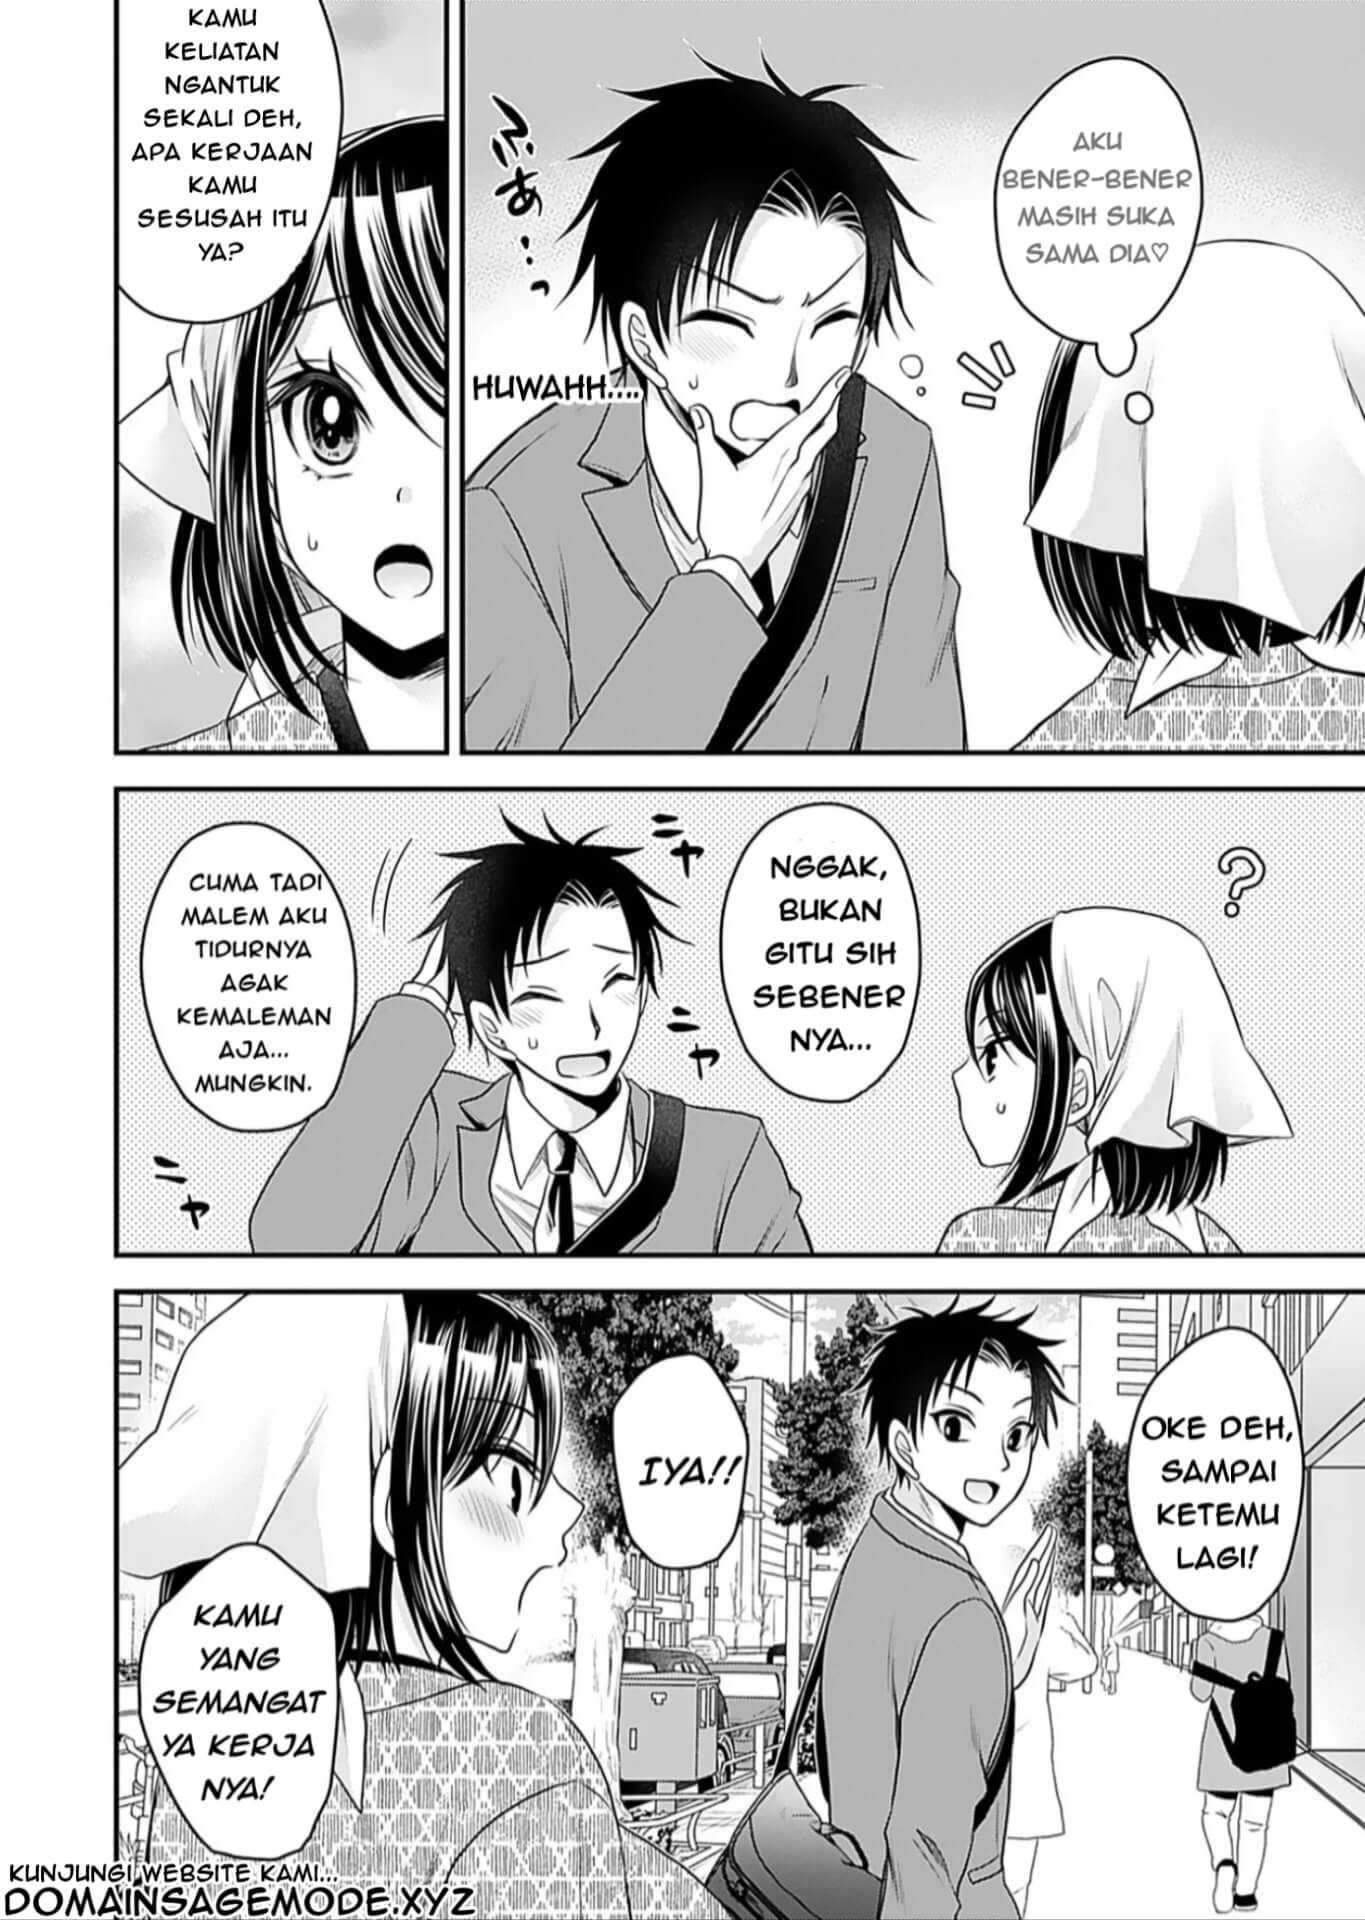 AKU
BENER-BENER
MASIH SUKA
SAMA DIA♡
ふぁ…っ
HUWAHH....
KAMU
KELIATAN
NGANTUK
SEKALI DEH,
APA KERJAAN
KAMU
SESUSAH ITU
YA?
?
NGGAK,
BUKAN
GITU SIH
SEBENER
NYA...
ニヤ
ニヤ
CUMA TADI
MALEM AKU
TIDURNYA
AGAK
KEMALEMAN
AJA...
MUNGKIN.
ニヤ
OKE DEH,
SAMPAI
KETEMU
LAGI!
IYA!!
KAMU
YANG
SEMANGAT
YA KERJA
NYA!
KUNJUNGI WEBSITE KAMI...
DOMAINSAGEMODE.XYZ